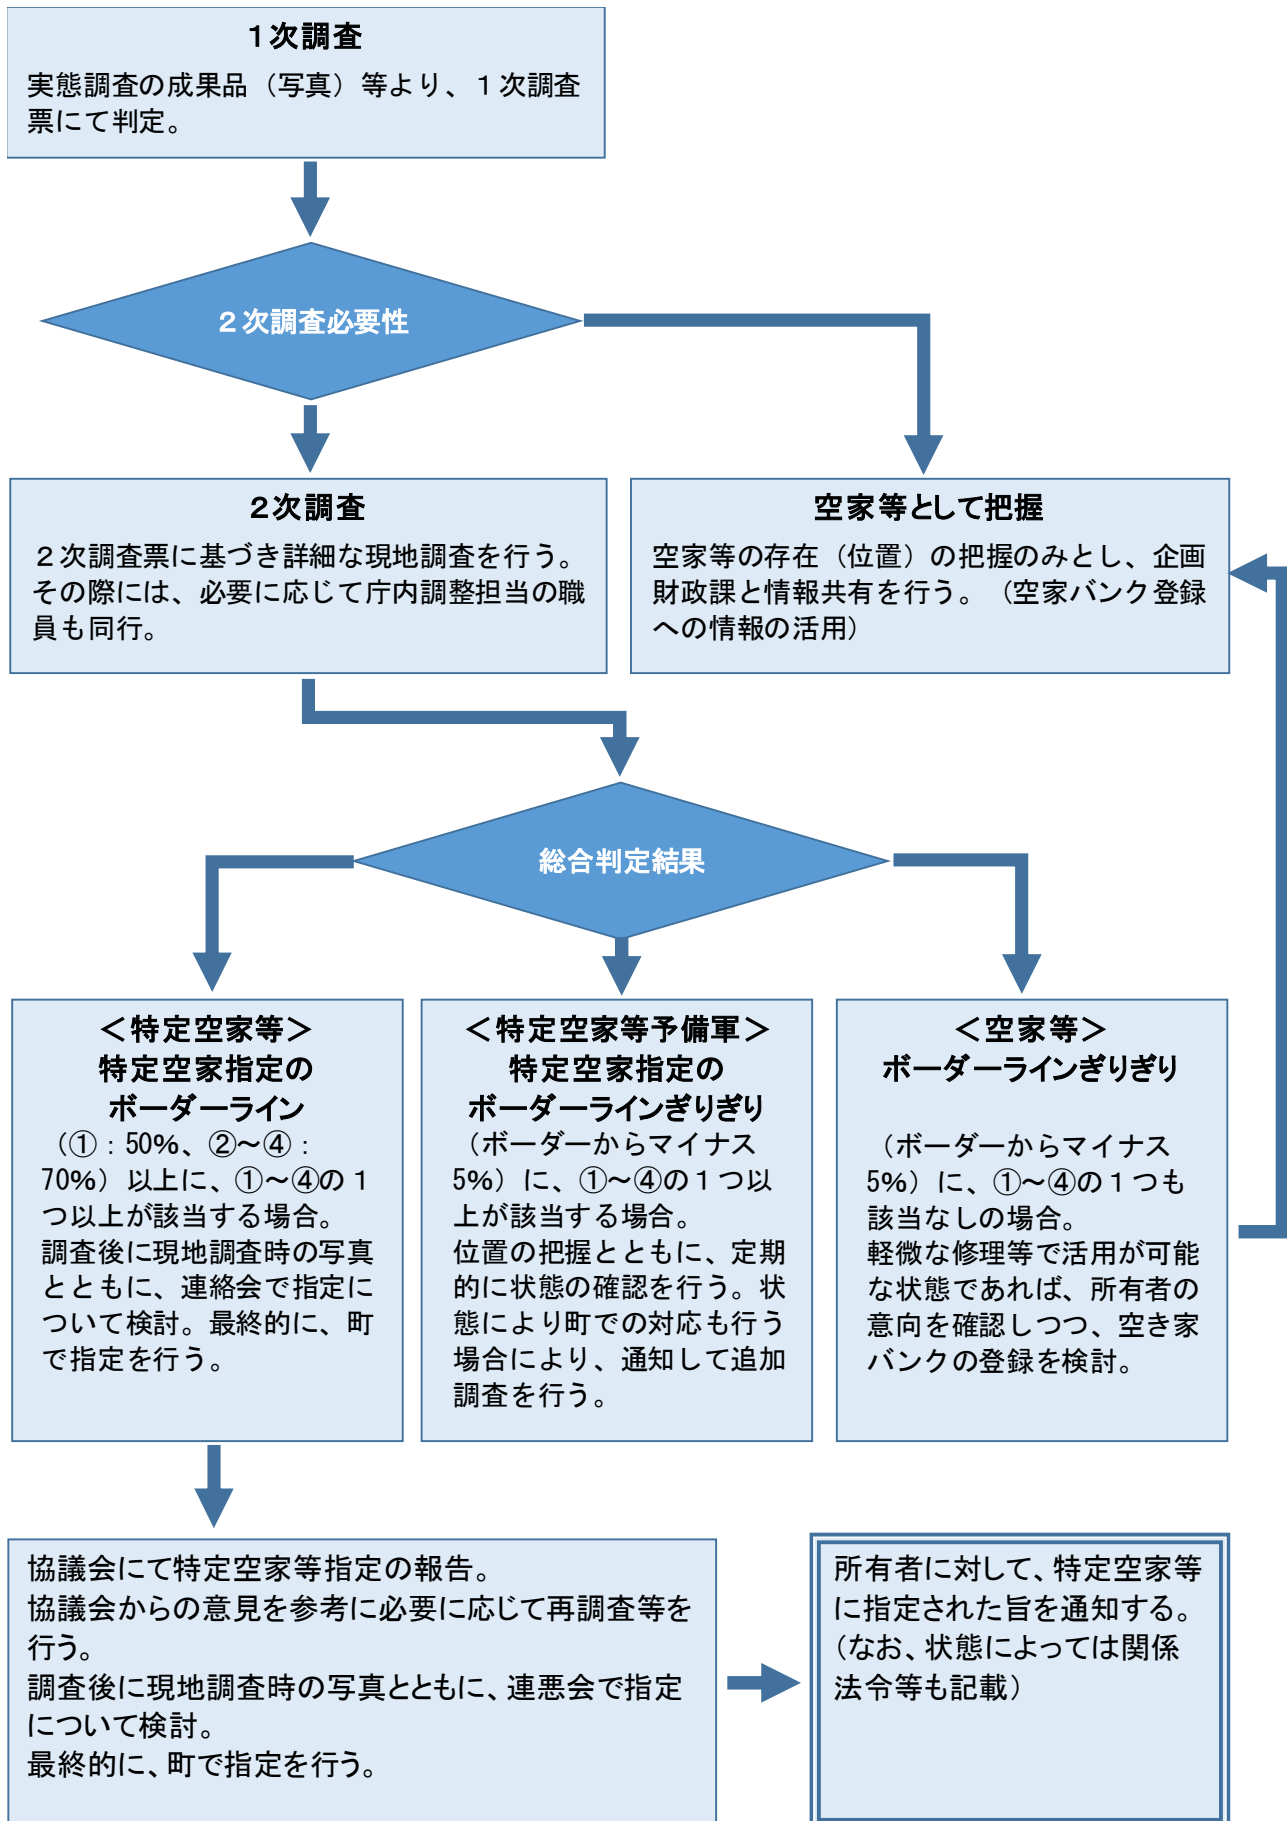 １次調査
実態調査の成果品（写真）等より、１次調査
票にて判定。
２次調査必要性
２次調査
２次調査票に基づき詳細な現地調査を行う。
その際には、必要に応じて庁内調整担当の職
員も同行。
空家等として把握
空家等の存在（位置）の把握のみとし、企画
財政課と情報共有を行う。（空家バンク登録
への情報の活用）
総合判定結果
＜特定空家等＞
特定空家指定の
ボーダーライン
（①：50%、②～④：
70%）以上に、①～④の１
つ以上が該当する場合。
調査後に現地調査時の写真
とともに、連絡会で指定に
ついて検討。最終的に、町
で指定を行う。
＜特定空家等予備軍＞
特定空家指定の
ボーダーラインぎりぎり
（ボーダーからマイナス
5%）に、①～④の１つ以
上が該当する場合。
位置の把握とともに、定期
的に状態の確認を行う。状
態により町での対応も行う
場合により、通知して追加
調査を行う。
＜空家等＞
ボーダーラインぎりぎり
（ボーダーからマイナス
5%）に、①～④の１つも
該当なしの場合。
軽微な修理等で活用が可能
な状態であれば、所有者の
意向を確認しつつ、空き家
バンクの登録を検討。
協議会にて特定空家等指定の報告。
協議会からの意見を参考に必要に応じて再調査等を
行う。
調査後に現地調査時の写真とともに、連悪会で指定
について検討。
最終的に、町で指定を行う。
所有者に対して、特定空家等
に指定された旨を通知する。
（なお、状態によっては関係
法令等も記載）